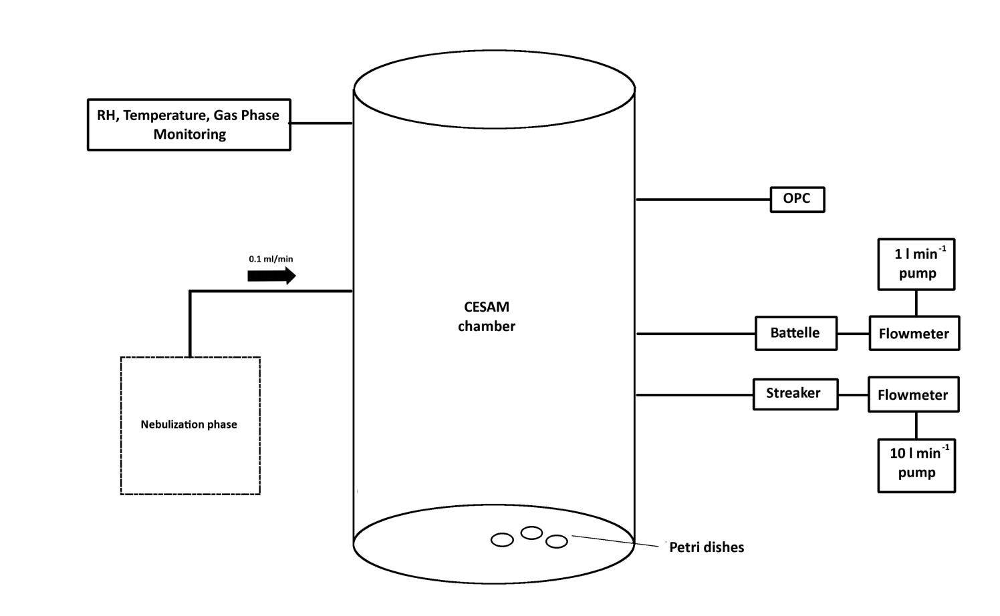 RH, Temperature, Gas Phase
Monitoring
OPC
1 l min⁻¹
pump
0.1 ml/min
CESAM
chamber
Battelle
Flowmeter
Streaker
Flowmeter
Nebulization phase
10 l min⁻¹
pump
Petri dishes